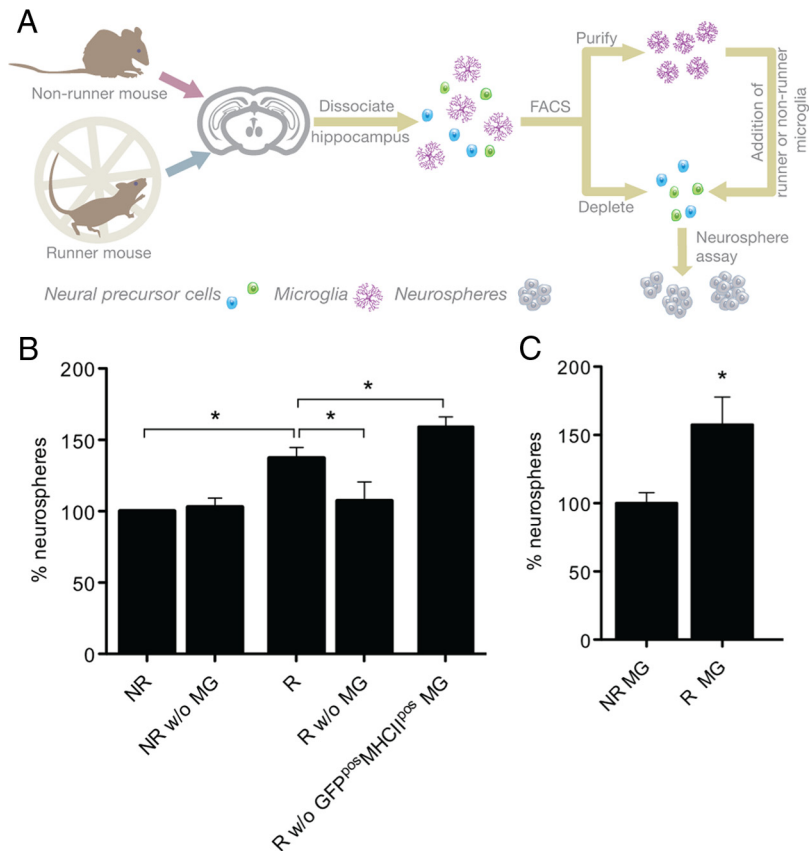 A
Non-runner mouse
Runner mouse
Dissociate
hippocampus
FACS
Purify
Deplete
Addition of
runner or non-runner
microglia
Neurosphere
assay
Neural precursor cells
Microglia
Neurospheres
B
% neurospheres
200
150
100
50
0
*
*
*
NR
NR w/o MG
R
R w/o MG
R w/o GFPᵖᵒˢMHCIIᵖᵒˢ MG
C
% neurospheres
200
150
100
50
0
*
NR MG
R MG